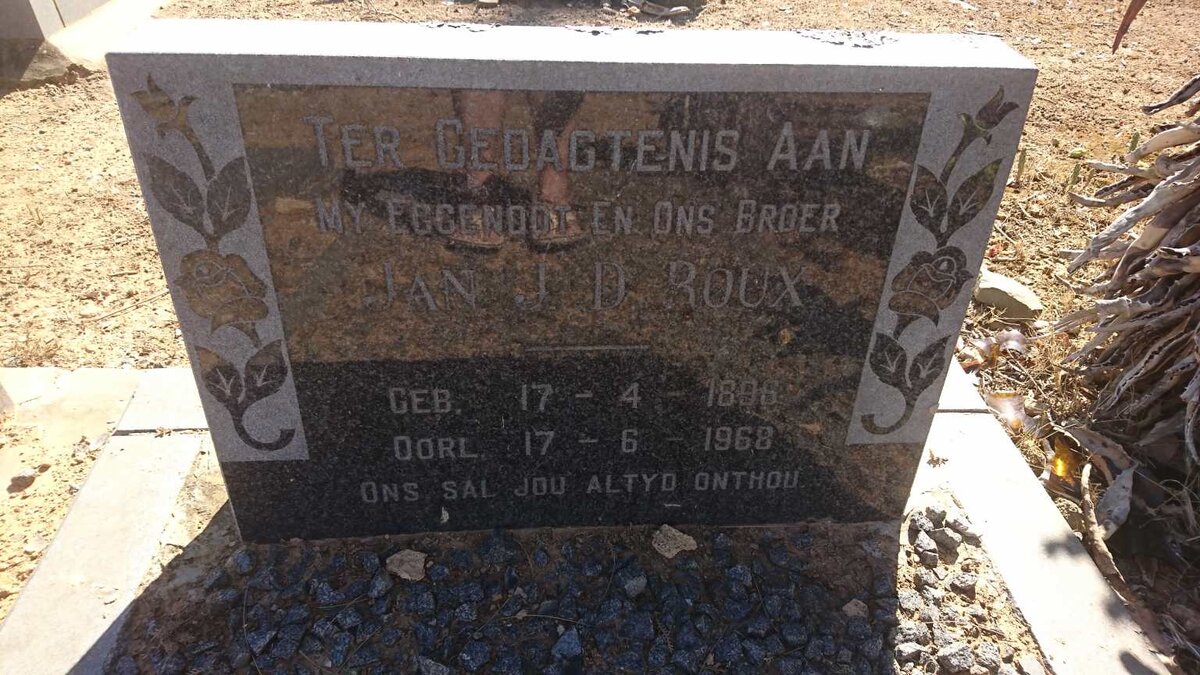 TER GEDAGTENIS AAN
MY EGGENOOT EN ONS BROER
JAN J. D. ROUX
GEB. 17 - 4 - 1896
OORL. 17 - 6 - 1968
ONS SAL JOU ALTYD ONTHOU.